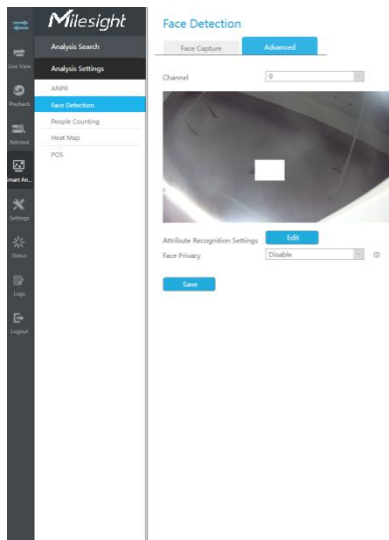 Milesight
Live View
Playback
Retrieve
Smart An...
Settings
Status
Logs
Logout
Analysis Search
Analysis Settings
ANPR
Face Detection
People Counting
Heat Map
POS
Face Detection
Face Capture
Advanced
Channel
9
Attribute Recognition Settings
Edit
Face Privacy
Disable
Save